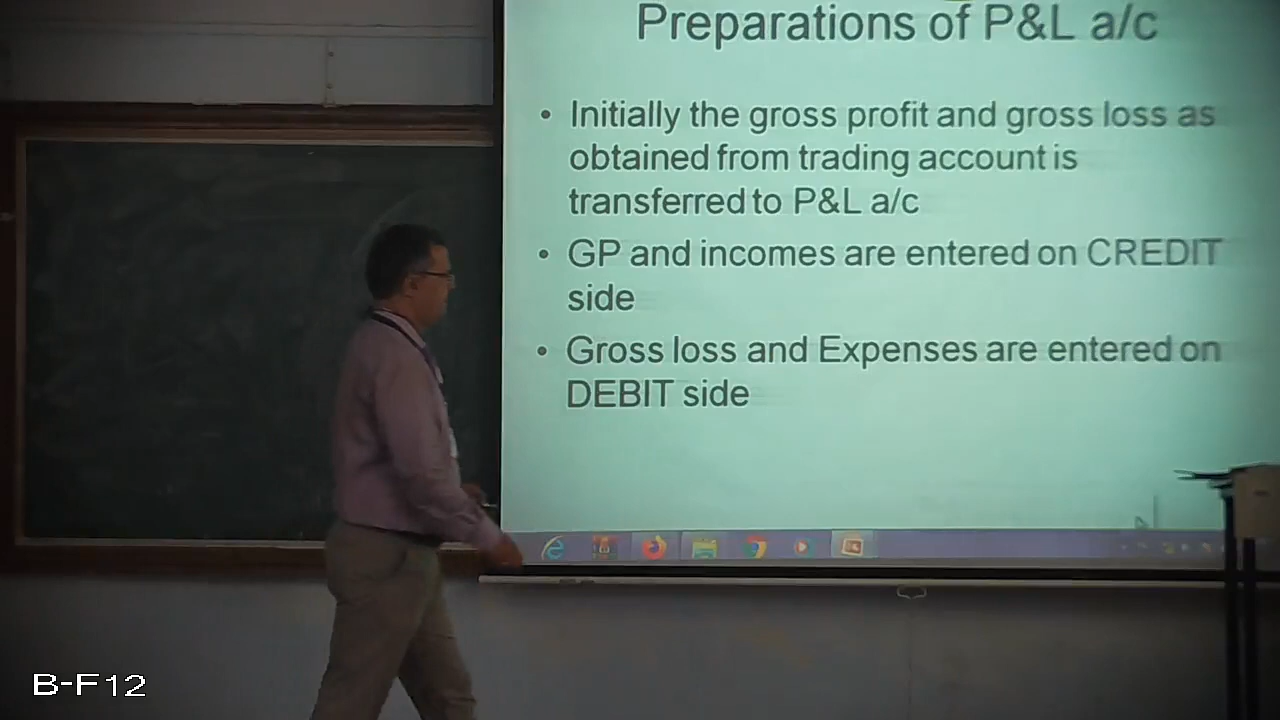 Preparations of P&L a/c
• Initially the gross profit and gross loss as
obtained from trading account is
transferred to P&L a/c
• GP and incomes are entered on CREDIT
side
• Gross loss and Expenses are entered on
DEBIT side
B-F12